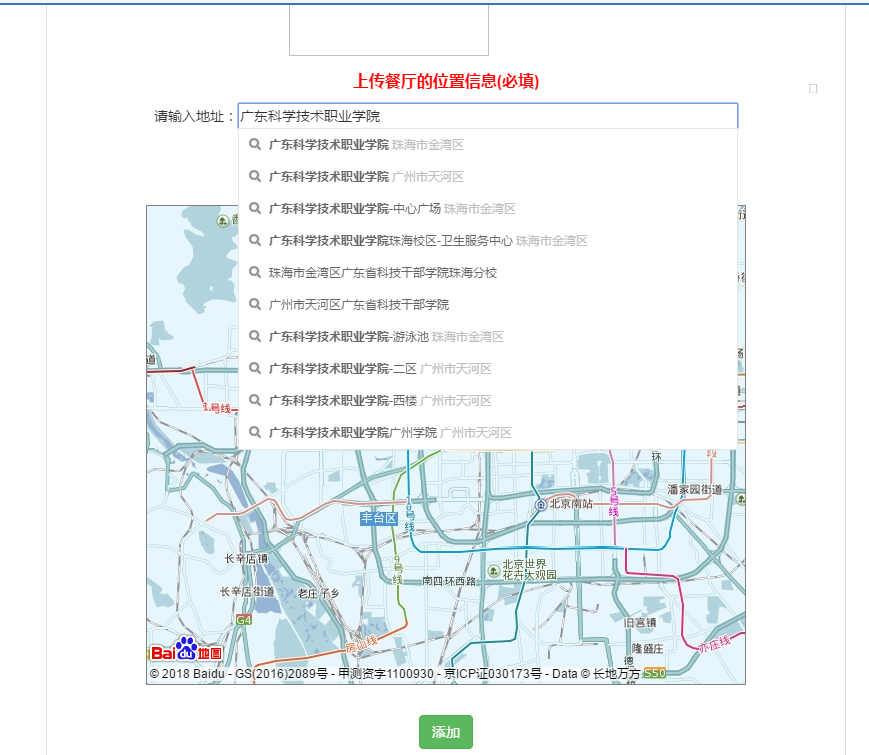 上传餐厅的位置信息(必填)
请输入地址：广东科学技术职业学院
广东科学技术职业学院 珠海市金湾区
广东科学技术职业学院 广州市天河区
广东科学技术职业学院-中心广场 珠海市金湾区
广东科学技术职业学院珠海校区-卫生服务中心 珠海市金湾区
珠海市金湾区广东省科技干部学院珠海分校
广州市天河区广东省科技干部学院
广东科学技术职业学院-游泳池 珠海市金湾区
广东科学技术职业学院-二区 广州市天河区
广东科学技术职业学院-西楼 广州市天河区
广东科学技术职业学院广州学院 广州市天河区
道
1号线
环
段
潘家园街道
5号线
北京南站
丰台区
10号线
9号线
长辛店镇
北京世界
花卉大观园
南四环西路
长辛店街道
老庄子乡
G4
旧宫镇
房山线
亦庄线
隆盛庄
德
Bai du 地图
© 2018 Baidu - GS(2016)2089号 - 甲测资字1100930 - 京ICP证030173号 - Data © 长地万方
S50
添加